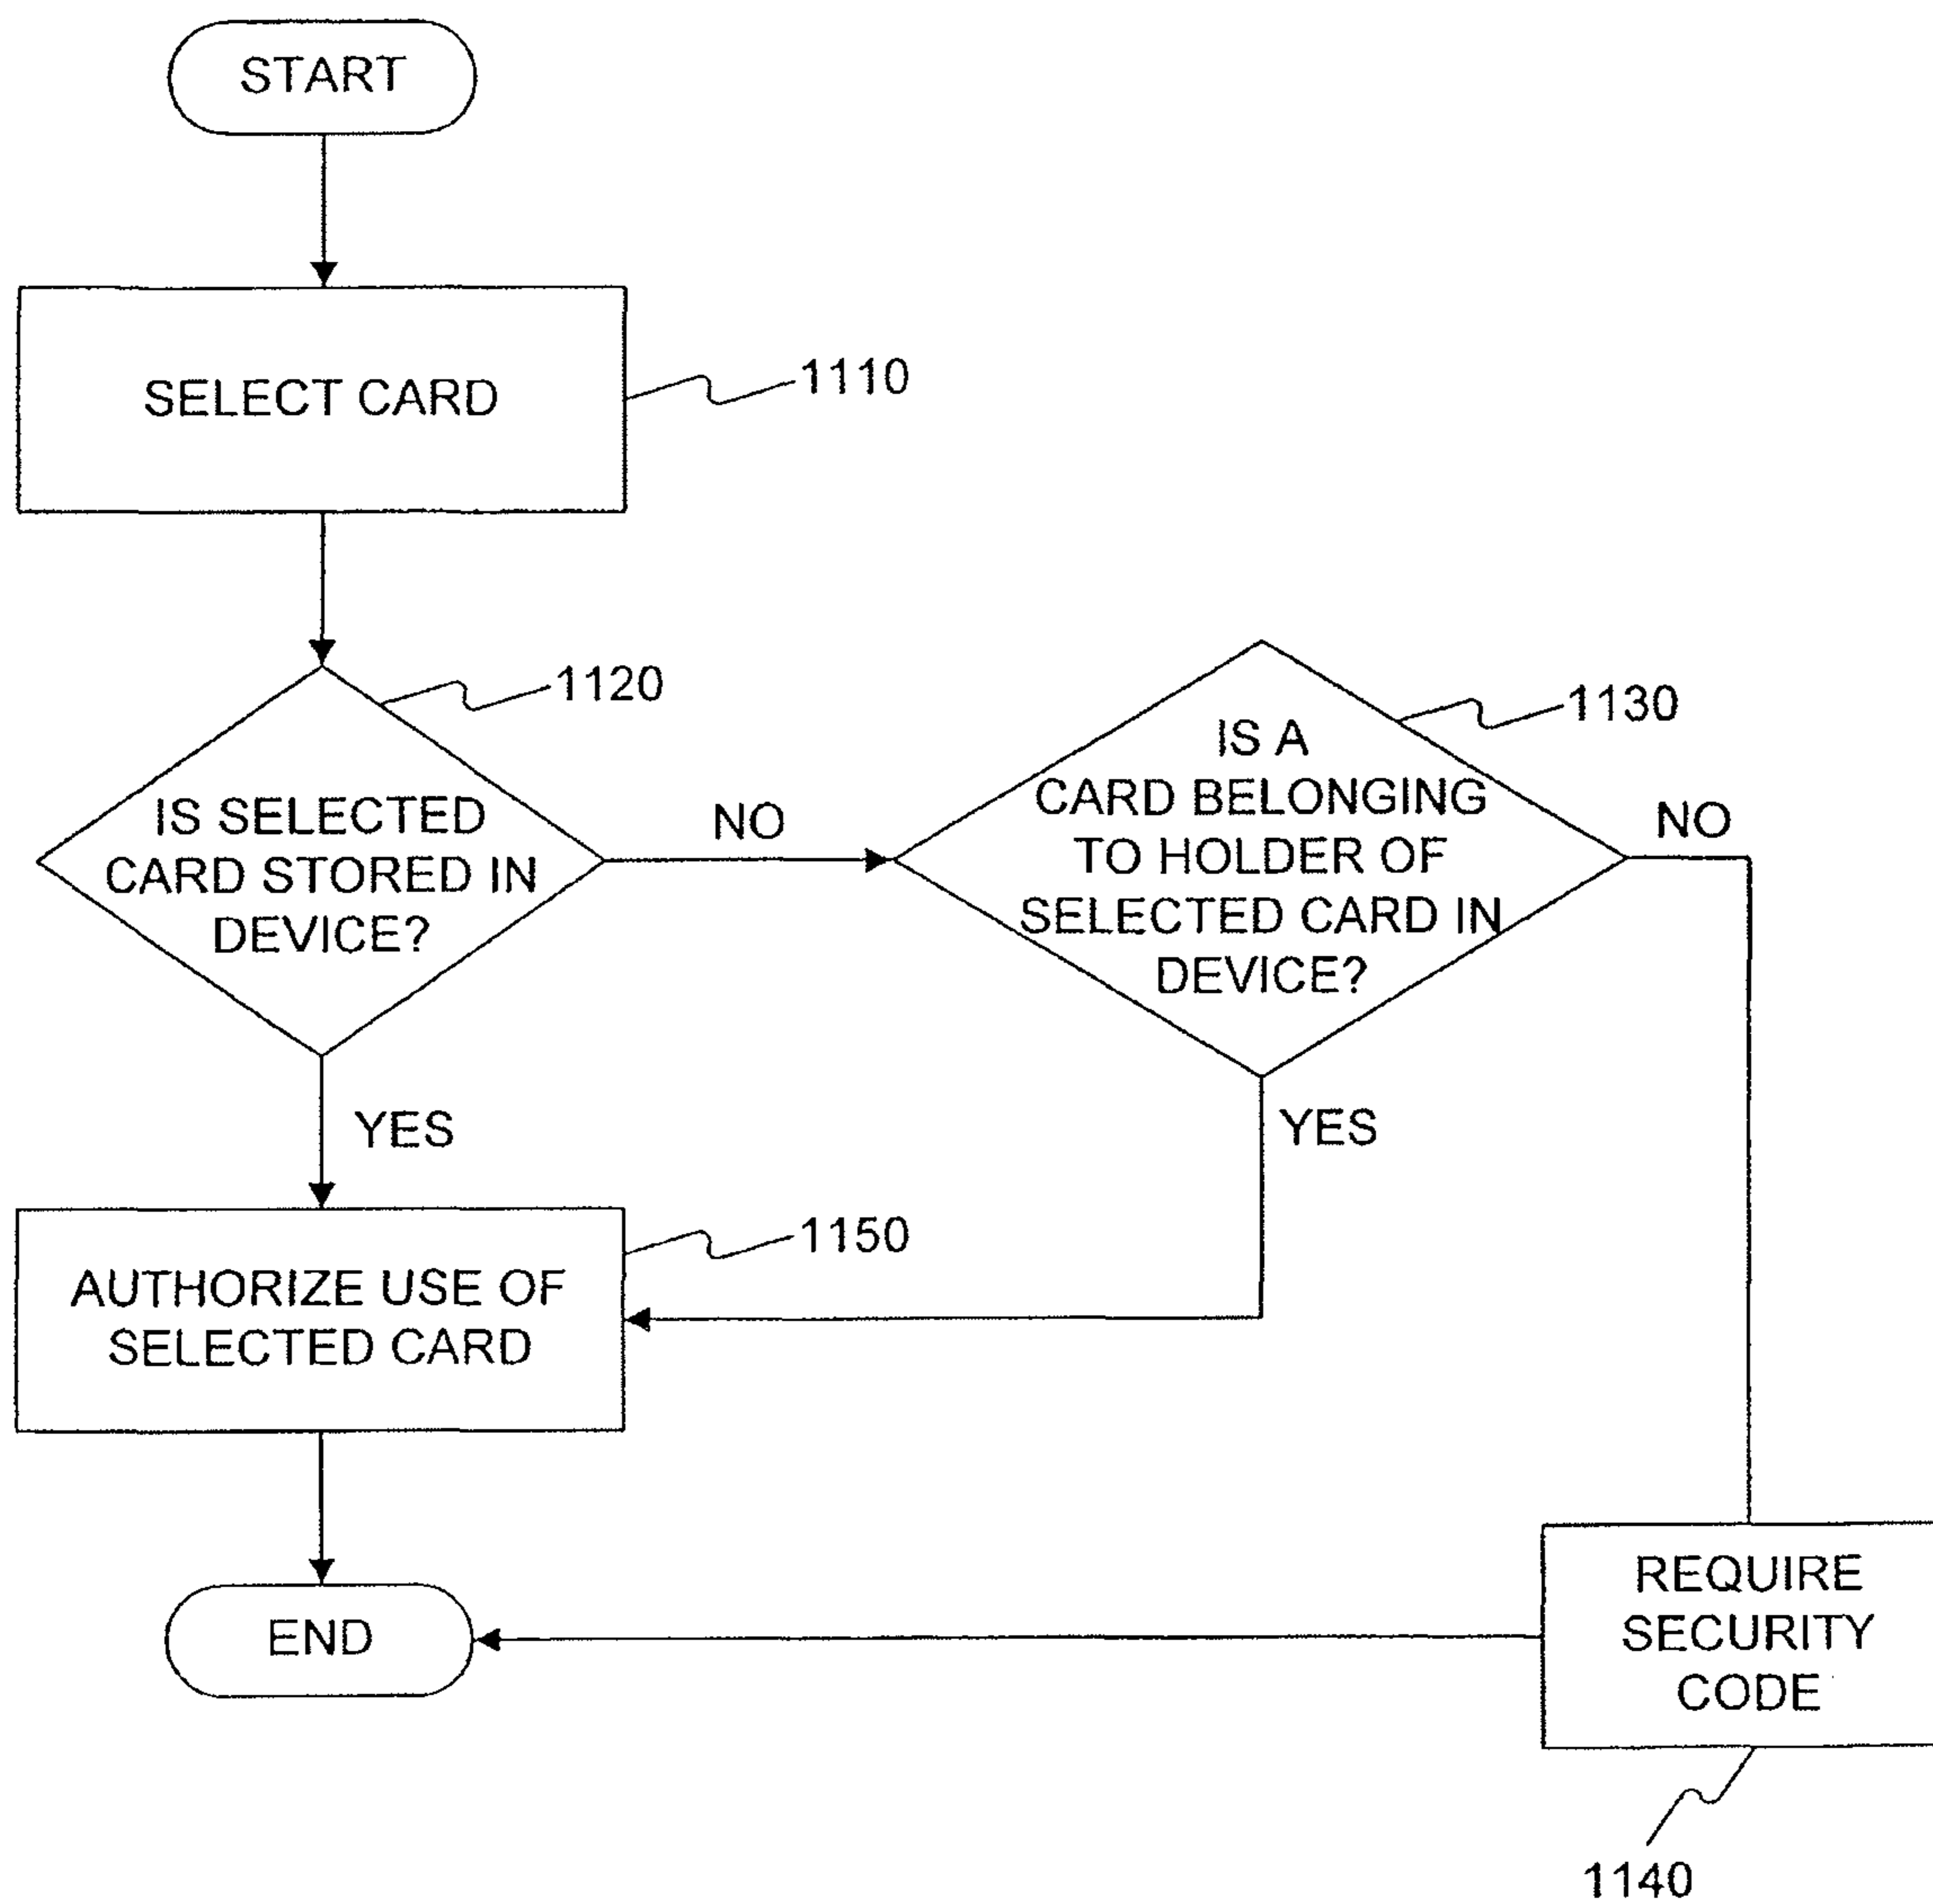 START
SELECT CARD
1110
1120
IS SELECTED
CARD STORED IN
DEVICE?
NO
1130
IS A
CARD BELONGING
TO HOLDER OF
SELECTED CARD IN
DEVICE?
NO
YES
YES
1150
AUTHORIZE USE OF
SELECTED CARD
END
REQUIRE
SECURITY
CODE
1140